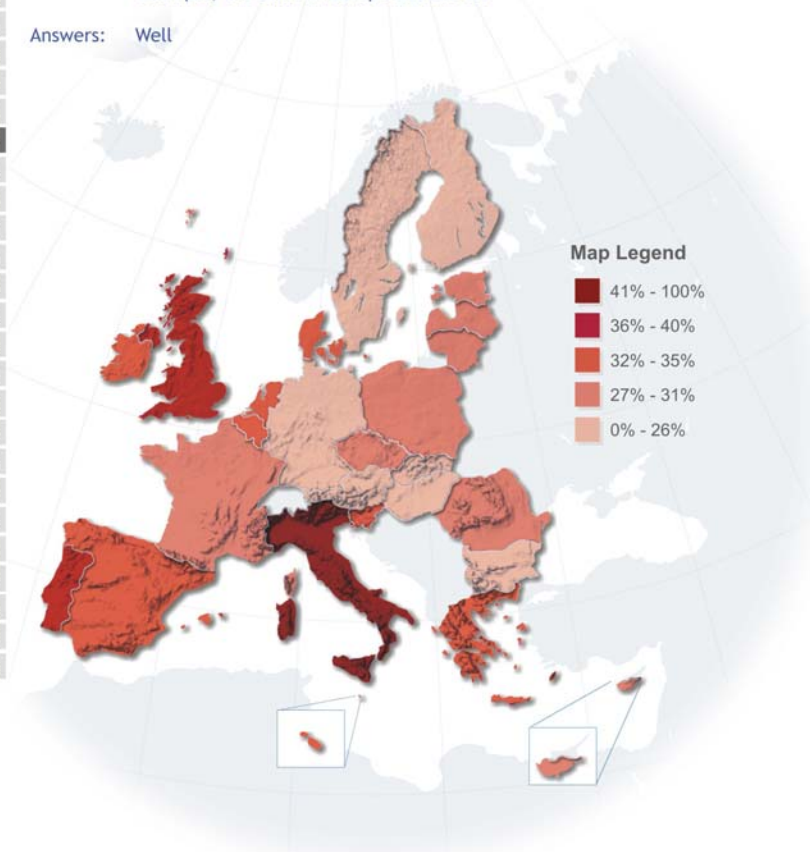 Answers: Well
Map Legend
41% - 100%
36% - 40%
32% - 35%
27% - 31%
0% - 26%